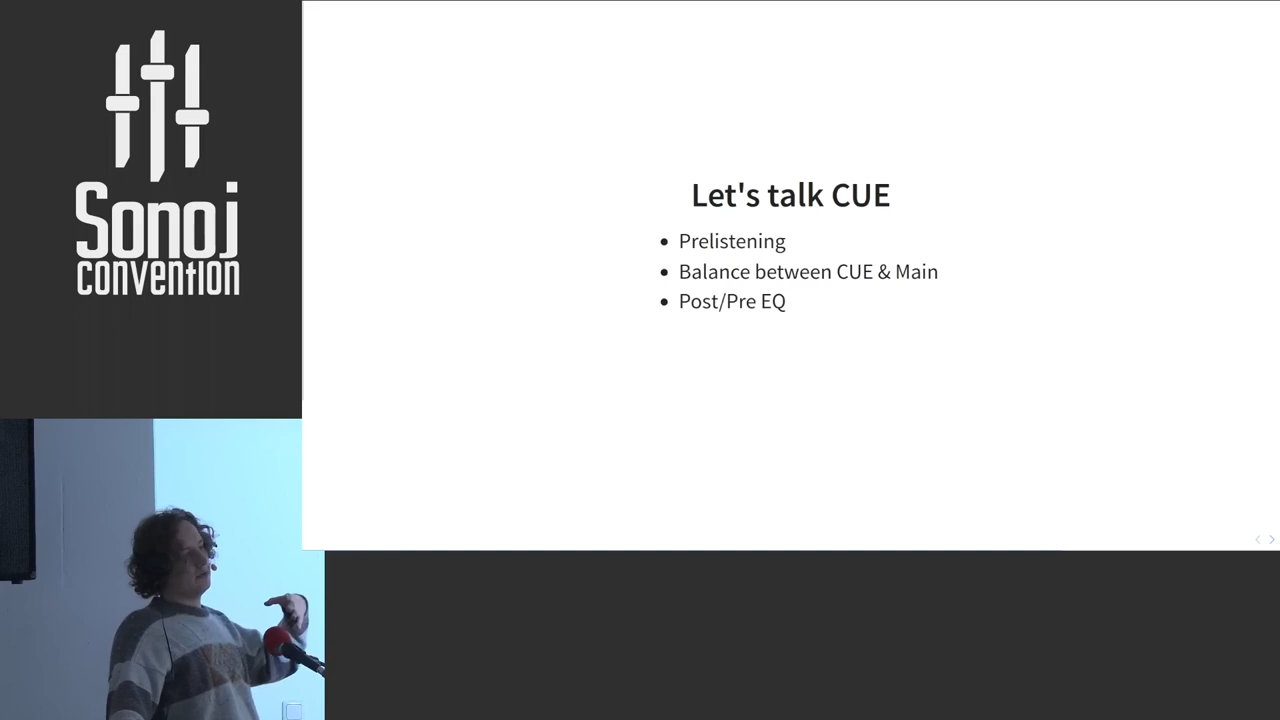 Sonoj
convention
Let's talk CUE
Prelistening
Balance between CUE & Main
Post/Pre EQ